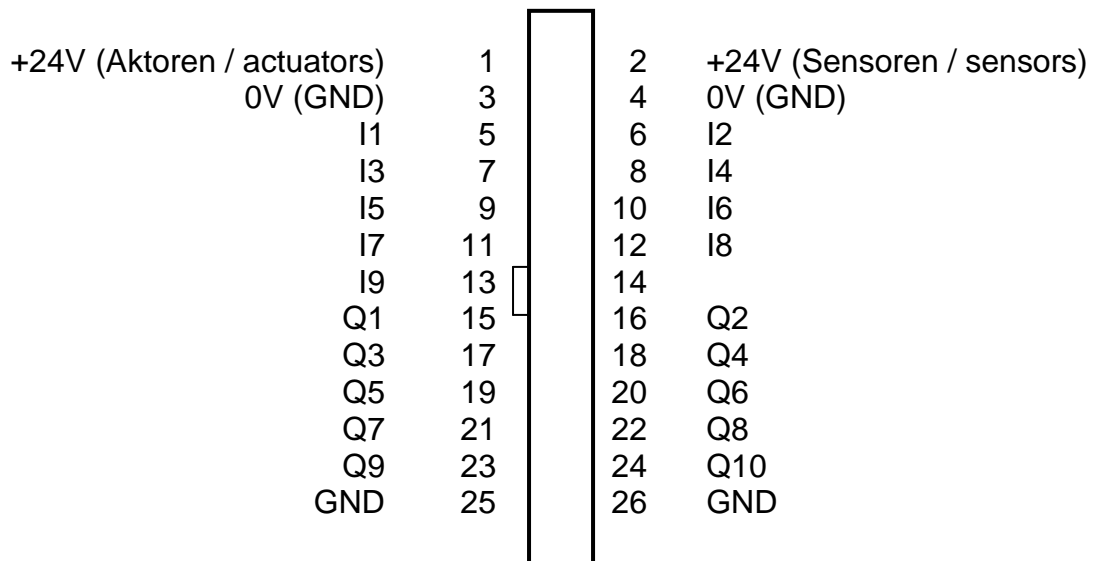 +24V (Aktoren / actuators) 1 2 +24V (Sensoren / sensors)
0V (GND) 3 4 0V (GND)
I1 5 6 I2
I3 7 8 I4
I5 9 10 I6
I7 11 12 I8
I9 13 14
Q1 15 16 Q2
Q3 17 18 Q4
Q5 19 20 Q6
Q7 21 22 Q8
Q9 23 24 Q10
GND 25 26 GND